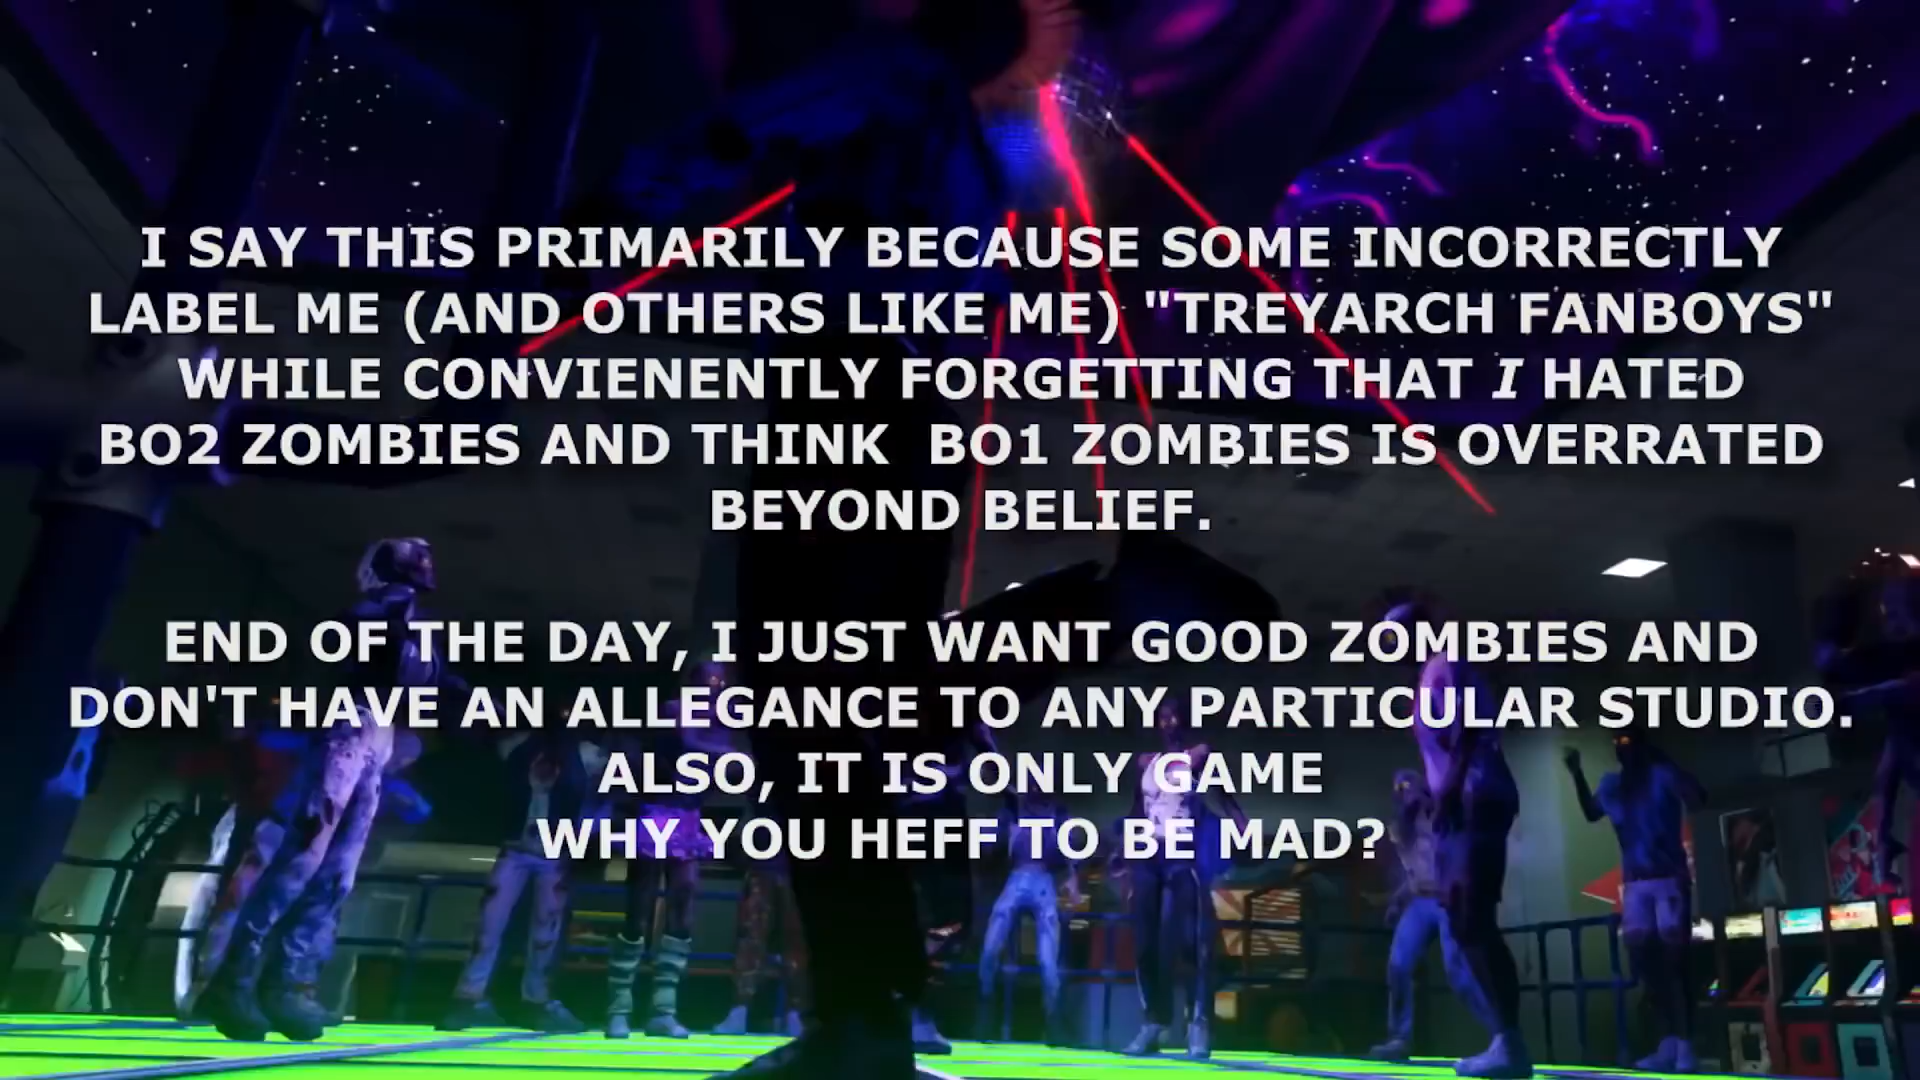 I SAY THIS PRIMARILY BECAUSE SOME INCORRECTLY
LABEL ME (AND OTHERS LIKE ME) "TREYARCH FANBOYS"
WHILE CONVIENENTLY FORGETTING THAT I HATED
BO2 ZOMBIES AND THINK  BO1 ZOMBIES IS OVERRATED
BEYOND BELIEF.
END OF THE DAY, I JUST WANT GOOD ZOMBIES AND
DON'T HAVE AN ALLEGANCE TO ANY PARTICULAR STUDIO.
ALSO, IT IS ONLY GAME
WHY YOU HEFF TO BE MAD?